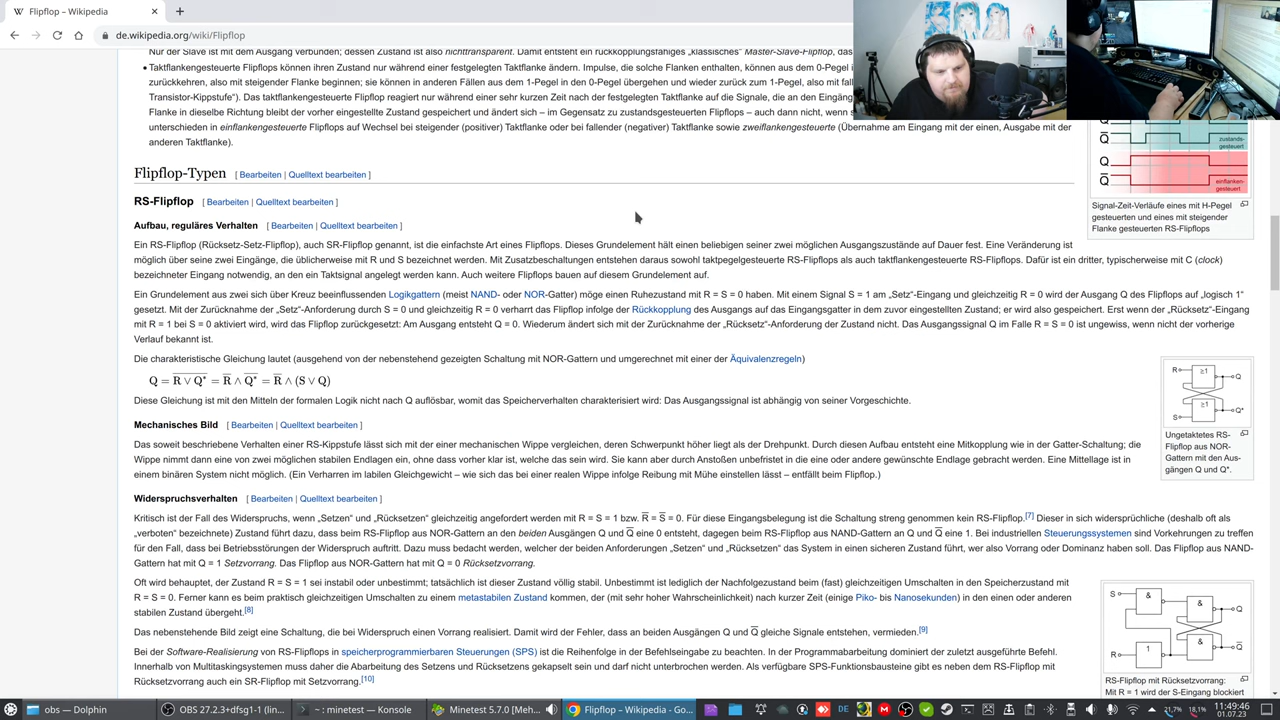 Flipflop – Wikipedia
de.wikipedia.org/wiki/Flipflop
Nur der Slave ist mit dem Ausgang verbunden; dessen Zustand ist also nichttransparent. Damit entsteht ein rückkopplungsfähiges „klassisches“ Master-Slave-Flipflop, das
• Taktflankengesteuerte Flipflops können ihren Zustand nur während einer festgelegten Taktflanke ändern. Impulse, die solche Flanken enthalten, können aus dem 0-Pegel i
zurückkehren, also mit steigender Flanke beginnen; sie können in anderen Fällen aus dem 1-Pegel in den 0-Pegel übergehen und wieder zurück zum 1-Pegel, also mit fal
Transistor-Kippstufe“). Das taktflankengesteuerte Flipflop reagiert nur während einer sehr kurzen Zeit nach der festgelegten Taktflanke auf die Signale, die an den Eingäng
Flanke in dieselbe Richtung bleibt der vorher eingestellte Zustand gespeichert und ändert sich – im Gegensatz zu zustandsgesteuerten Flipflops – auch dann nicht, wenn s
unterschieden in einflankengesteuerte Flipflops auf Wechsel bei steigender (positiver) Taktflanke oder bei fallender (negativer) Taktflanke sowie zweiflankengesteuerte (Übernahme am Eingang mit der einen, Ausgabe mit der
anderen Taktflanke).
Q
Q
zustands-
gesteuert
Q
Q
einflanken-
gesteuert
Signal-Zeit-Verläufe eines mit H-Pegel
gesteuerten und eines mit steigender
Flanke gesteuerten RS-Flipflops
Flipflop-Typen [ Bearbeiten | Quelltext bearbeiten ]
RS-Flipflop [ Bearbeiten | Quelltext bearbeiten ]
Aufbau, reguläres Verhalten [ Bearbeiten | Quelltext bearbeiten ]
Ein RS-Flipflop (Rücksetz-Setz-Flipflop), auch SR-Flipflop genannt, ist die einfachste Art eines Flipflops. Dieses Grundelement hält einen beliebigen seiner zwei möglichen Ausgangszustände auf Dauer fest. Eine Veränderung ist
möglich über seine zwei Eingänge, die üblicherweise mit R und S bezeichnet werden. Mit Zusatzbeschaltungen entstehen daraus sowohl taktpegelgesteuerte RS-Flipflops als auch taktflankengesteuerte RS-Flipflops. Dafür ist ein dritter, typischerweise mit C (clock)
bezeichneter Eingang notwendig, an den ein Taktsignal angelegt werden kann. Auch weitere Flipflops bauen auf diesem Grundelement auf.
Ein Grundelement aus zwei sich über Kreuz beeinflussenden Logikgattern (meist NAND- oder NOR-Gatter) möge einen Ruhezustand mit R = S = 0 haben. Mit einem Signal S = 1 am „Setz“-Eingang und gleichzeitig R = 0 wird der Ausgang Q des Flipflops auf „logisch 1“
gesetzt. Mit der Zurücknahme der „Setz“-Anforderung durch S = 0 und gleichzeitig R = 0 verharrt das Flipflop infolge der Rückkopplung des Ausgangs auf das Eingangsgatter in dem zuvor eingestellten Zustand; er wird also gespeichert. Erst wenn der „Rücksetz“-Eingang
mit R = 1 bei S = 0 aktiviert wird, wird das Flipflop zurückgesetzt: Am Ausgang entsteht Q = 0. Wiederum ändert sich mit der Zurücknahme der „Rücksetz“-Anforderung der Zustand nicht. Das Ausgangssignal Q im Falle R = S = 0 ist ungewiss, wenn nicht der vorherige
Verlauf bekannt ist.
Die charakteristische Gleichung lautet (ausgehend von der nebenstehend gezeigten Schaltung mit NOR-Gattern und umgerechnet mit einer der Äquivalenzregeln)
Q = R̅ ̅∨̅ ̅Q̅*̅ = R̅ ∧ Q̅*̅ = R̅ ∧ (S ∨ Q)
Diese Gleichung ist mit den Mitteln der formalen Logik nicht nach Q auflösbar, womit das Speicherverhalten charakterisiert wird: Das Ausgangssignal ist abhängig von seiner Vorgeschichte.
R
≥1
Q
≥1
S
Q*
Ungetaktetes RS-
Flipflop aus NOR-
Gattern mit den Aus-
gängen Q und Q*.
Mechanisches Bild [ Bearbeiten | Quelltext bearbeiten ]
Das soweit beschriebene Verhalten einer RS-Kippstufe lässt sich mit der einer mechanischen Wippe vergleichen, deren Schwerpunkt höher liegt als der Drehpunkt. Durch diesen Aufbau entsteht eine Mitkopplung wie in der Gatter-Schaltung; die
Wippe nimmt dann eine von zwei möglichst stabilen Endlagen ein, ohne dass vorhersehbar ist, welche das sein wird. Sie kann aber durch Anstoßen unbefristet in die eine oder andere gewünschte Endlage gebracht werden. Eine Mittellage ist in
einem binären System nicht möglich. (Ein Verharren im labilen Gleichgewicht – wie sich das bei einer realen Wippe infolge Reibung mit Mühe einstellen lässt – entfällt beim Flipflop.)
Widerspruchsverhalten [ Bearbeiten | Quelltext bearbeiten ]
Kritisch ist der Fall des Widerspruchs, wenn „Setzen“ und „Rücksetzen“ gleichzeitig angefordert werden mit R = S = 1 bzw. R̅ = S̅ = 0. Für diese Eingangsbelegung ist die Schaltung streng genommen kein RS-Flipflop.[7] Dieser in sich widersprüchliche (deshalb oft als
„verboten“ bezeichnete) Zustand führt dazu, dass beim RS-Flipflop aus NOR-Gattern an den beiden Ausgängen Q und Q̅ eine 0 entsteht, dagegen beim RS-Flipflop aus NAND-Gattern an Q und Q̅ eine 1. Bei industriellen Steuerungssystemen sind Vorkehrungen zu treffen
für den Fall, dass bei Betriebsstörungen der Widerspruch auftritt. Dazu muss bedacht werden, welcher der beiden Anforderungen „Setzen“ und „Rücksetzen“ das System in einen sicheren Zustand führt, wer also Vorrang oder Dominanz haben soll. Das Flipflop aus NAND-
Gattern hat mit Q = 1 Setzvorrang. Das Flipflop aus NOR-Gattern hat mit Q = 0 Rücksetzvorrang.
Oft wird behauptet, der Zustand R = S = 1 sei instabil oder unbestimmt; tatsächlich ist dieser Zustand völlig stabil. Unbestimmt ist lediglich der Nachfolgezustand beim (fast) gleichzeitigen Umschalten in den Speicherzustand mit
R = S = 0. Ferner kann es beim praktisch gleichzeitigen Umschalten zu einem metastabilen Zustand kommen, der (mit sehr hoher Wahrscheinlichkeit) nach kurzer Zeit (einige Piko- bis Nanosekunden) in den einen oder anderen
stabilen Zustand übergeht.[8]
Das nebenstehende Bild zeigt eine Schaltung, die bei Widerspruch einen Vorrang realisiert. Damit wird der Fehler, dass an beiden Ausgängen Q und Q̅ gleiche Signale entstehen, vermieden.[9]
Bei der Software-Realisierung von RS-Flipflops in speicherprogrammierbaren Steuerungen (SPS) ist die Reihenfolge in der Befehlseingabe zu beachten. In der Programmabarbeitung dominiert der zuletzt ausgeführte Befehl.
Innerhalb von Multitaskingsystemen muss daher die Abarbeitung des Setzens und Rücksetzens gekapselt sein und darf nicht unterbrochen werden. Als verfügbare SPS-Funktionsbausteine gibt es neben dem RS-Flipflop mit
Rücksetzvorrang auch ein SR-Flipflop mit Setzvorrang.[10]
S
&
&
Q
&
R
1
Q̅
RS-Flipflop mit Rücksetzvorrang:
Mit R = 1 wird der S-Eingang blockiert
obs — Dolphin
OBS 27.2.3+dfsg1-1 (lin...
~ : minetest — Konsole
Minetest 5.7.0 [Meh...
Flipflop – Wikipedia - Go...
DE
21,7%
18,1%
11:49:46
01.07.23